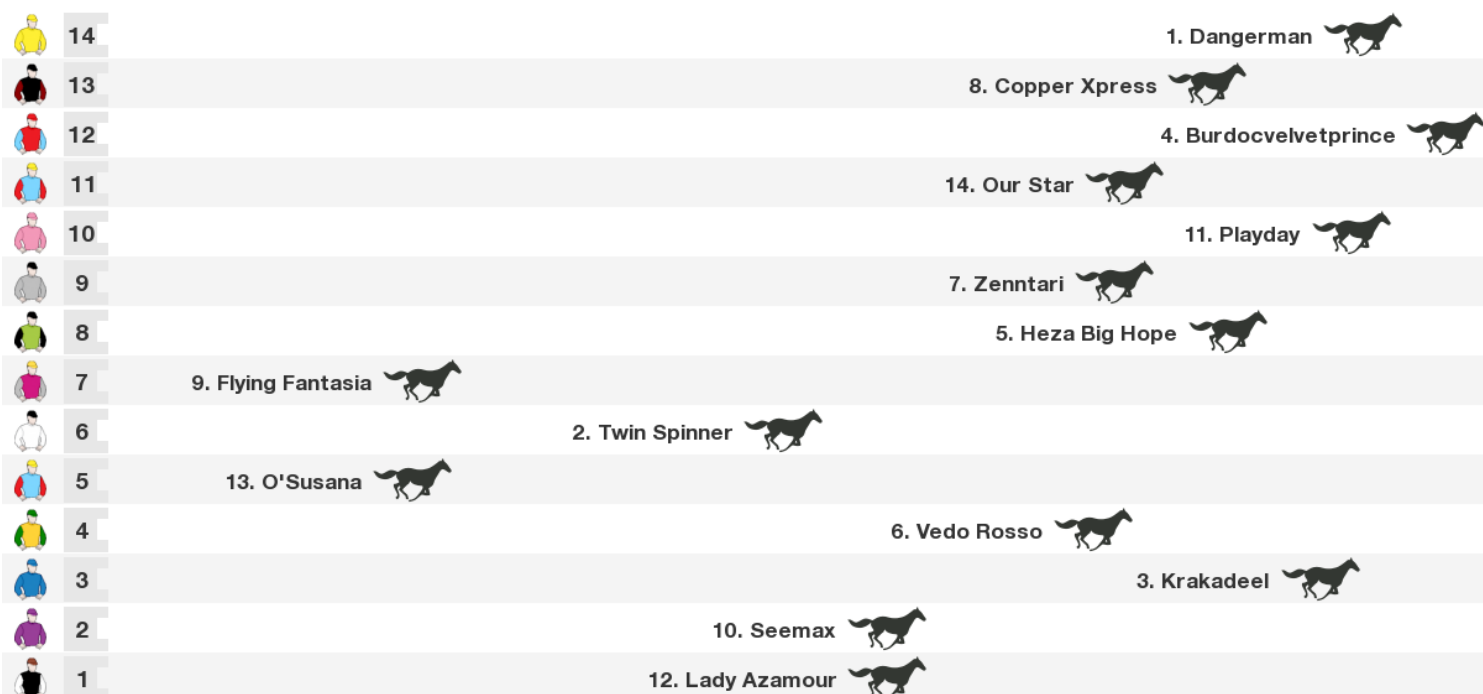 14 1. Dangerman
13 8. Copper Xpress
12 4. Burdocvelvetprince
11 14. Our Star
10 11. Playday
9 7. Zenntari
8 5. Heza Big Hope
7 9. Flying Fantasia
6 2. Twin Spinner
5 13. O'Susana
4 6. Vedo Rosso
3 3. Krakadeel
2 10. Seemax
1 12. Lady Azamour